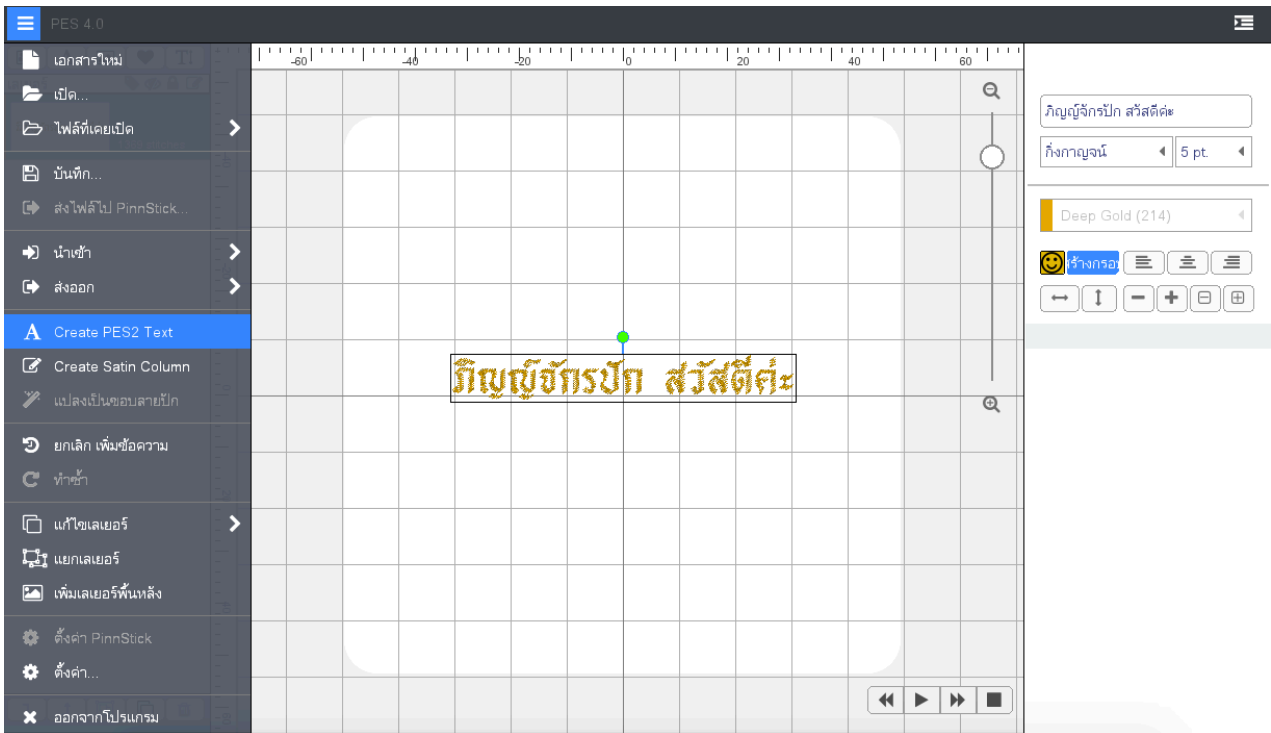 PES 4.0
เอกสารใหม่
เปิด...
ไฟล์ที่เคยเปิด
บันทึก...
ส่งไฟล์ไป PinnStick...
นำเข้า
ส่งออก
Create PES2 Text
Create Satin Column
แปลงเป็นขอบลายปัก
ยกเลิก เพิ่มข้อความ
ทำซ้ำ
แก้ไขเลเยอร์
แยกเลเยอร์
เพิ่มเลเยอร์พื้นหลัง
ตั้งค่า PinnStick
ตั้งค่า...
ออกจากโปรแกรม
-60 -40 -20 0 20 40 60
ภิญญ์จักรปัก สวัสดีค่ะ
ภิญญ์จักรปัก สวัสดีค่ะ
กิ่งกาญจน์ 5 pt.
Deep Gold (214)
สร้างกรอบ